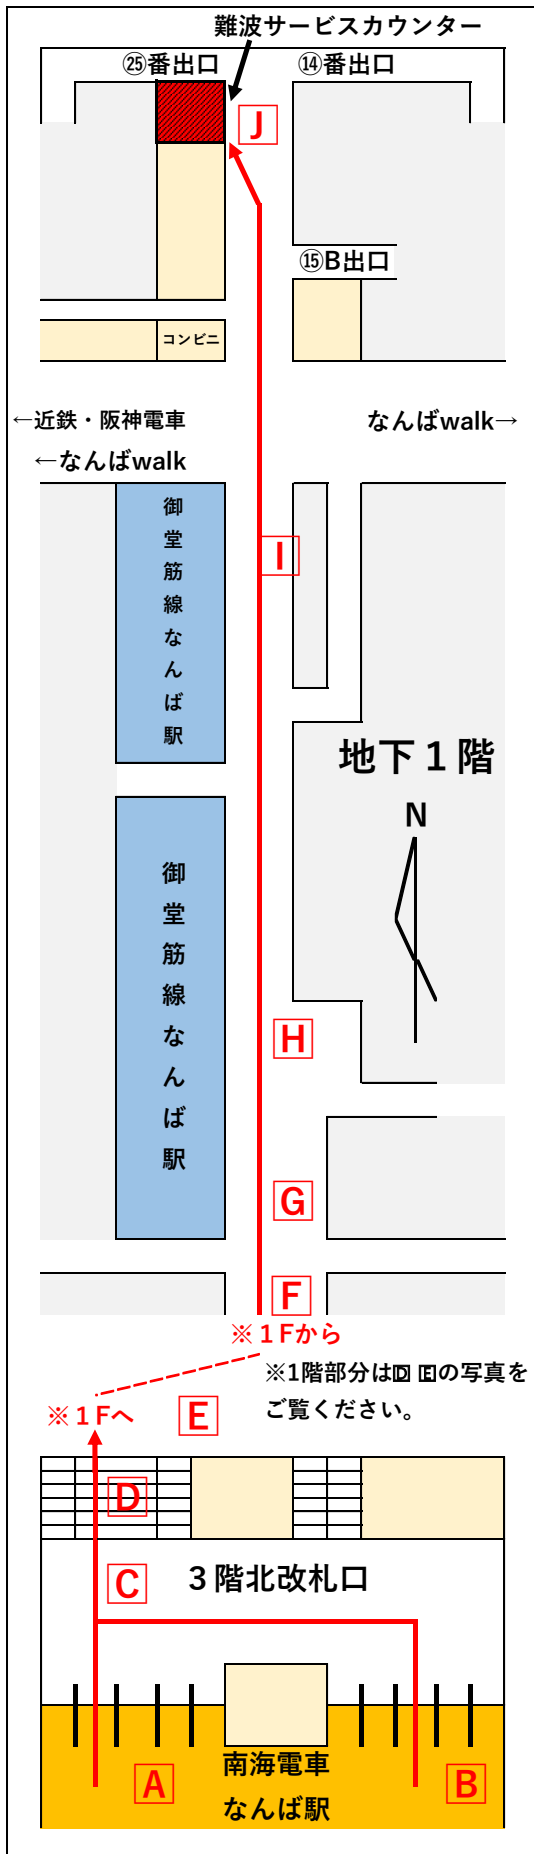 難波サービスカウンター
㉕番出口
⑭番出口
J
⑮B出口
コンビニ
←近鉄・阪神電車
なんばwalk→
←なんばwalk
御堂筋線なんば駅
I
地下１階
N
御堂筋線なんば駅
H
G
F
※１Fから
※1階部分はD Eの写真を
ご覧ください。
※１Fへ
E
D
C
３階北改札口
南海電車
なんば駅
A
B